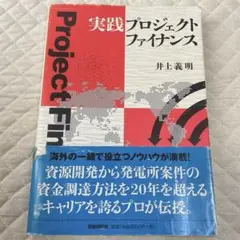 実践プロジェクト
ファイナンス
井上義明
Project Fin
海外の一線で役立つノウハウが満載!
資源開発から発電所案件の
資金調達方法を20年を超える
キャリアを誇るプロが伝授。